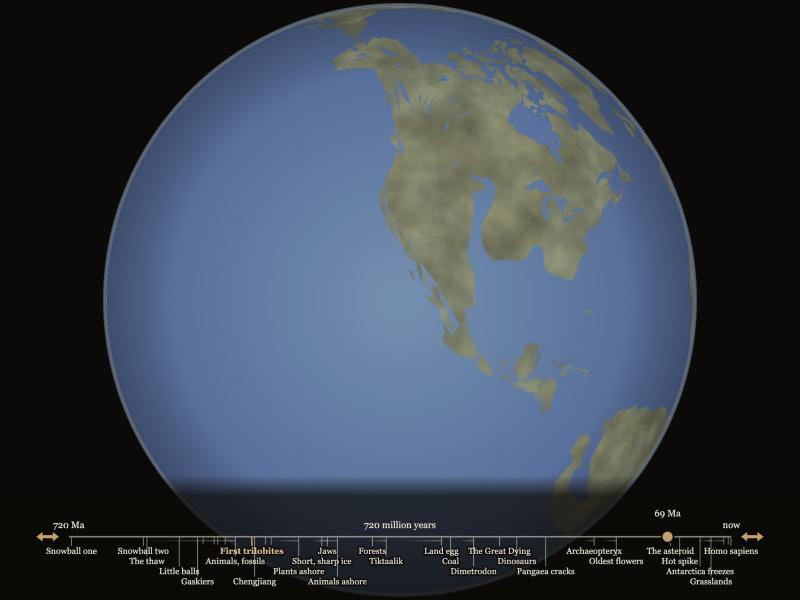 69 Ma
720 Ma
720 million years
now
Snowball one
Snowball two
First trilobites
Jaws
Forests
Land egg
The Great Dying
Archaeopteryx
The asteroid
Homo sapiens
The thaw
Animals, fossils
Short, sharp ice
Tiktaalik
Coal
Dinosaurs
Oldest flowers
Hot spike
Little balls
Plants ashore
Dimetrodon
Pangaea cracks
Antarctica freezes
Gaskiers
Chengjiang
Animals ashore
Grasslands